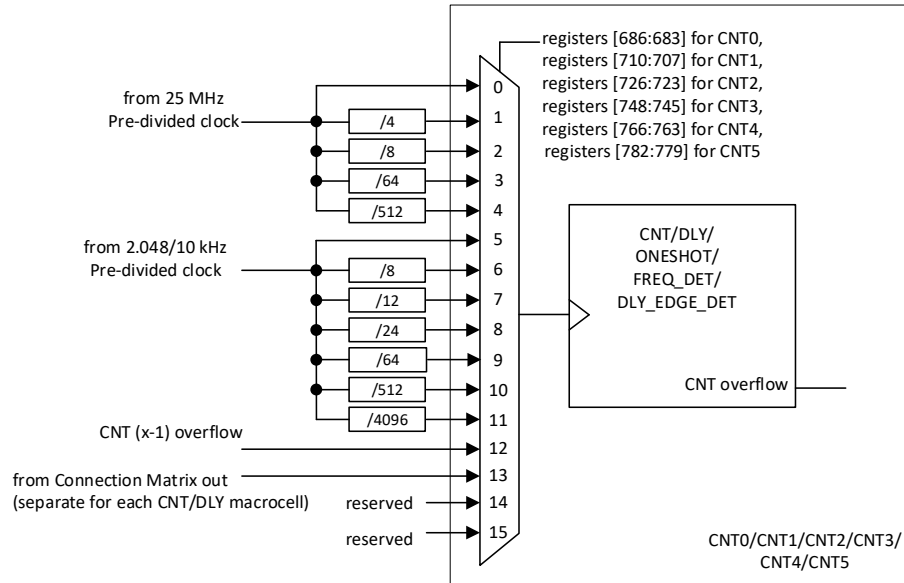 registers [686:683] for CNT0,
registers [710:707] for CNT1,
registers [726:723] for CNT2,
registers [748:745] for CNT3,
registers [766:763] for CNT4,
registers [782:779] for CNT5
from 25 MHz
Pre-divided clock
/4
/8
/64
/512
from 2.048/10 kHz
Pre-divided clock
/8
/12
/24
/64
/512
/4096
CNT (x-1) overflow
from Connection Matrix out
(separate for each CNT/DLY macrocell)
reserved
reserved
0
1
2
3
4
5
6
7
8
9
10
11
12
13
14
15
CNT/DLY/
ONESHOT/
FREQ_DET/
DLY_EDGE_DET
CNT overflow
CNT0/CNT1/CNT2/CNT3/
CNT4/CNT5